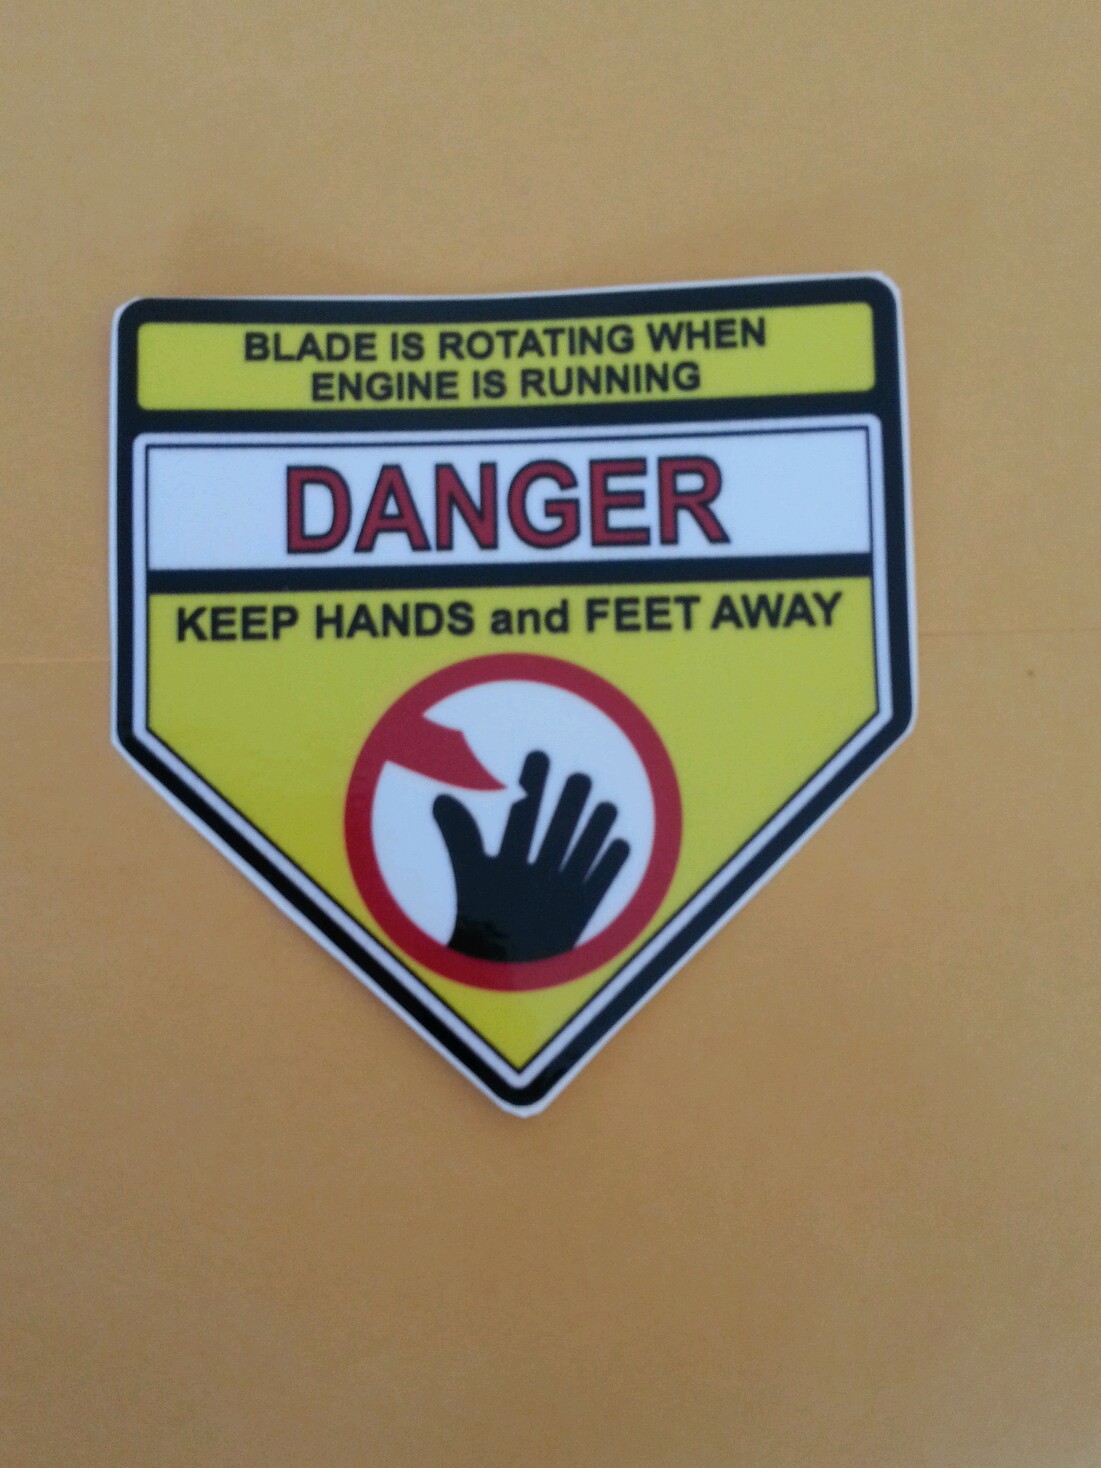 BLADE IS ROTATING WHEN
ENGINE IS RUNNING
DANGER
KEEP HANDS and FEET AWAY